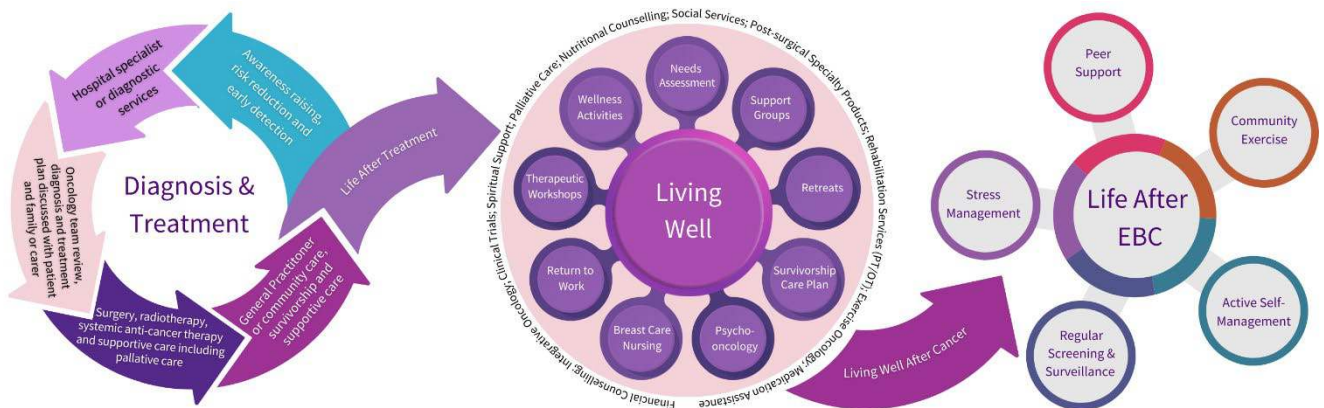 Awareness raising,
risk reduction and
early detection
Hospital specialist
or diagnostic
services
Oncology team review,
diagnosis and treatment
plan discussed with patient
and family or carer
Surgery, radiotherapy,
systemic anti-cancer therapy
and supportive care including
pallative care
General Practitioner
or community care,
survivorship and
supportive care
Diagnosis &
Treatment
Life After Treatment
Financial Counselling; Integrative Oncology; Clinical Trials; Spiritual Support; Palliative Care; Nutritional Counselling; Social Services; Post-surgical Specialty Products; Rehabilitation Services (PT/OT); Exercise Oncology; Medication Assistance
Needs
Assessment
Support
Groups
Retreats
Survivorship
Care Plan
Psycho-
oncology
Breast Care
Nursing
Return to
Work
Therapeutic
Workshops
Wellness
Activities
Living
Well
Living Well After Cancer
Peer
Support
Community
Exercise
Active Self-
Management
Regular
Screening &
Surveillance
Stress
Management
Life After
EBC